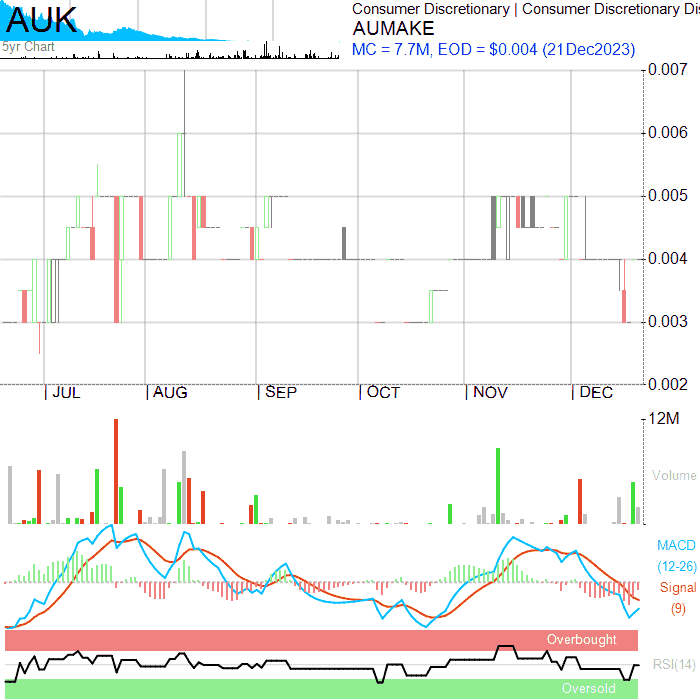 AUK
5yr Chart
Consumer Discretionary | Consumer Discretionary Dis
AUMAKE
MC = 7.7M, EOD = $0.004 (21Dec2023)
0.007
0.006
0.005
0.004
0.003
0.002
JUL AUG SEP OCT NOV DEC
12M
Volume
MACD
(12-26)
Signal
(9)
Overbought
RSI(14)
Oversold